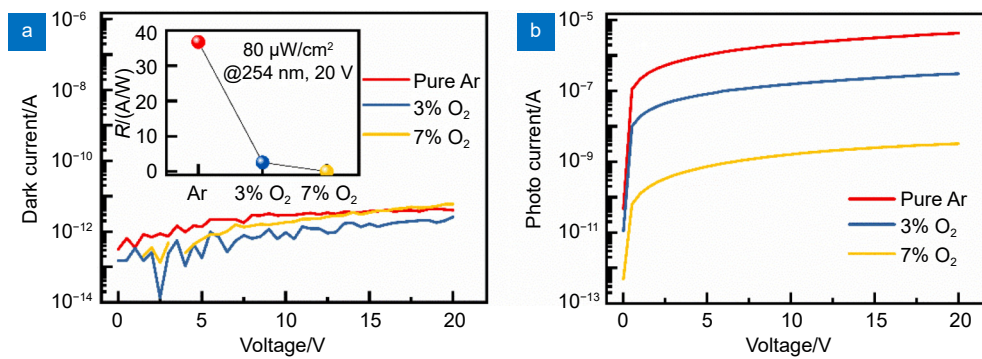 a
Dark current/A
10⁻⁶
10⁻⁸
10⁻¹⁰
10⁻¹²
10⁻¹⁴
0 5 10 15 20
Voltage/V
R/(A/W)
40
30
20
10
0
Ar 3% O₂ 7% O₂
80 μW/cm²
@254 nm, 20 V
Pure Ar
3% O₂
7% O₂
b
Photo current/A
10⁻⁵
10⁻⁷
10⁻⁹
10⁻¹¹
10⁻¹³
0 5 10 15 20
Voltage/V
Pure Ar
3% O₂
7% O₂